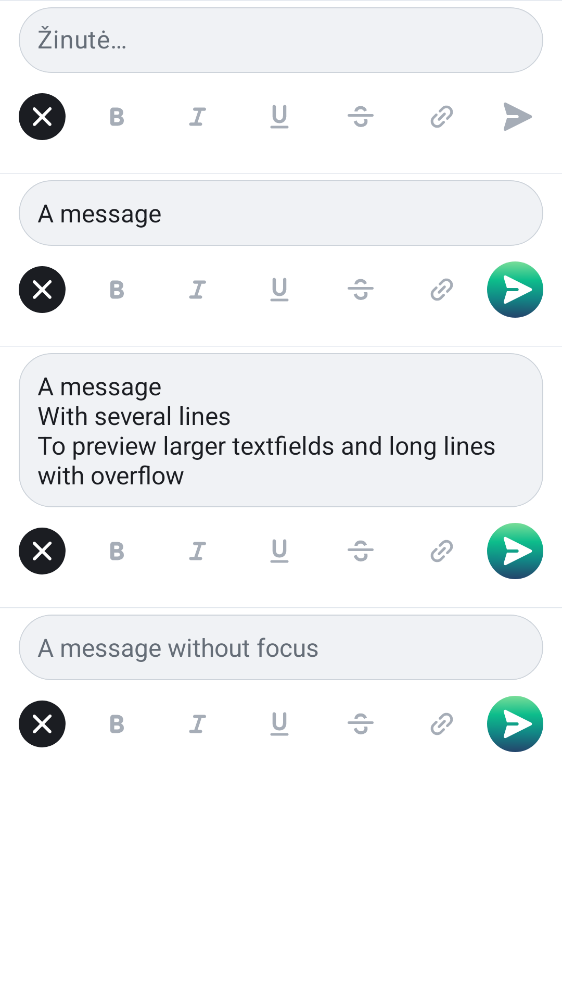 Žinutė…
B I U S
A message
B I U S
A message
With several lines
To preview larger textfields and long lines
with overflow
B I U S
A message without focus
B I U S